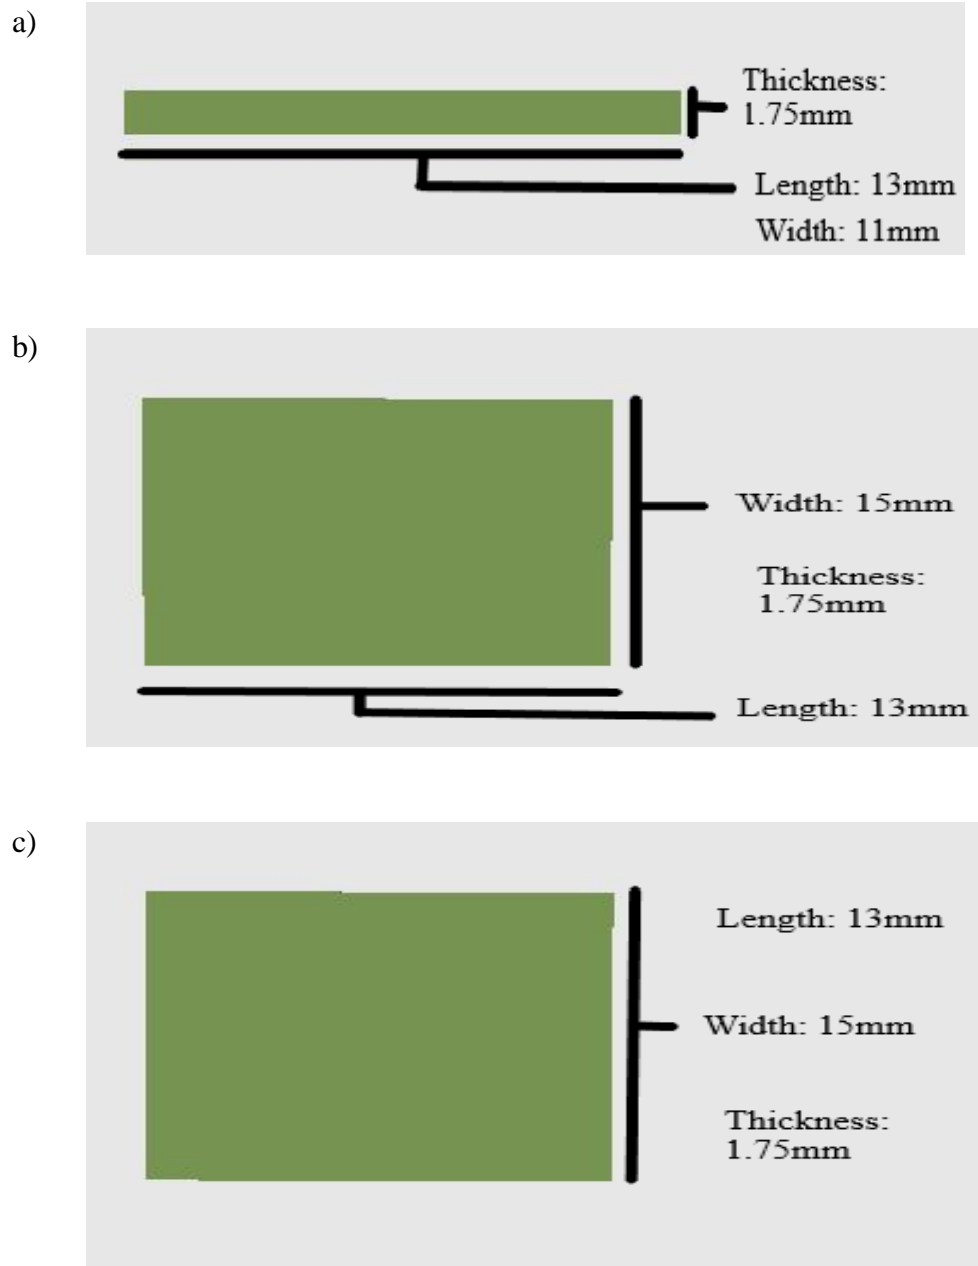 a)
Thickness:
1.75mm
Length: 13mm
Width: 11mm
b)
Width: 15mm
Thickness:
1.75mm
Length: 13mm
c)
Length: 13mm
Width: 15mm
Thickness:
1.75mm